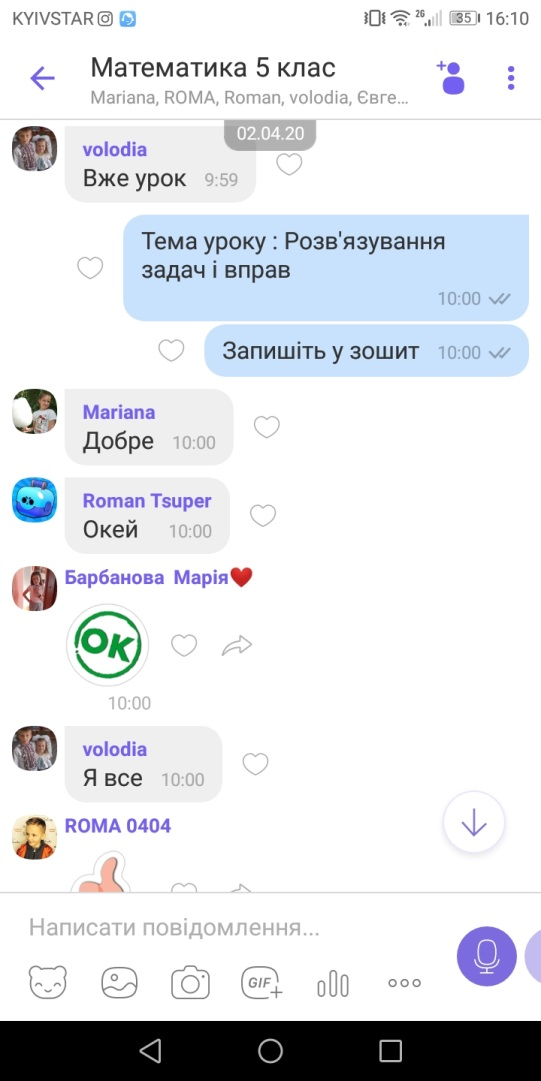 KYIVSTAR 2G 35 16:10
Математика 5 клас
Mariana, ROMA, Roman, volodia, Євге...
02.04.20
volodia
Вже урок 9:59
Тема уроку : Розв'язування
задач і вправ
10:00
Запишіть у зошит 10:00
Mariana
Добре 10:00
Roman Tsuper
Окей 10:00
Барбанова Марія
OK
10:00
volodia
Я все 10:00
ROMA 0404
Написати повідомлення...
GIF